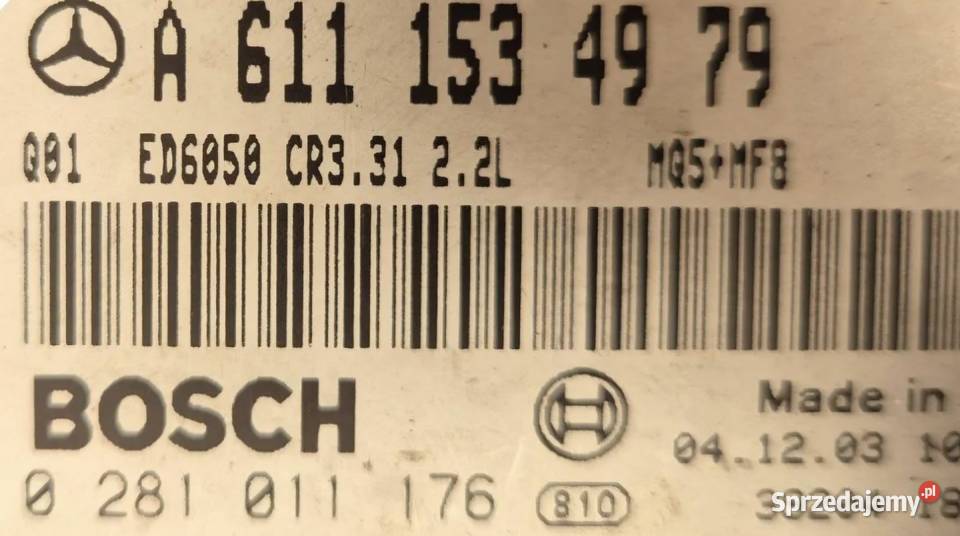 A 611 153 49 79
Q01 ED6050 CR3.31 2.2L MQ5+MF8
BOSCH
Made in
04.12.03
0 281 011 176 810
Sprzedajemy.pl